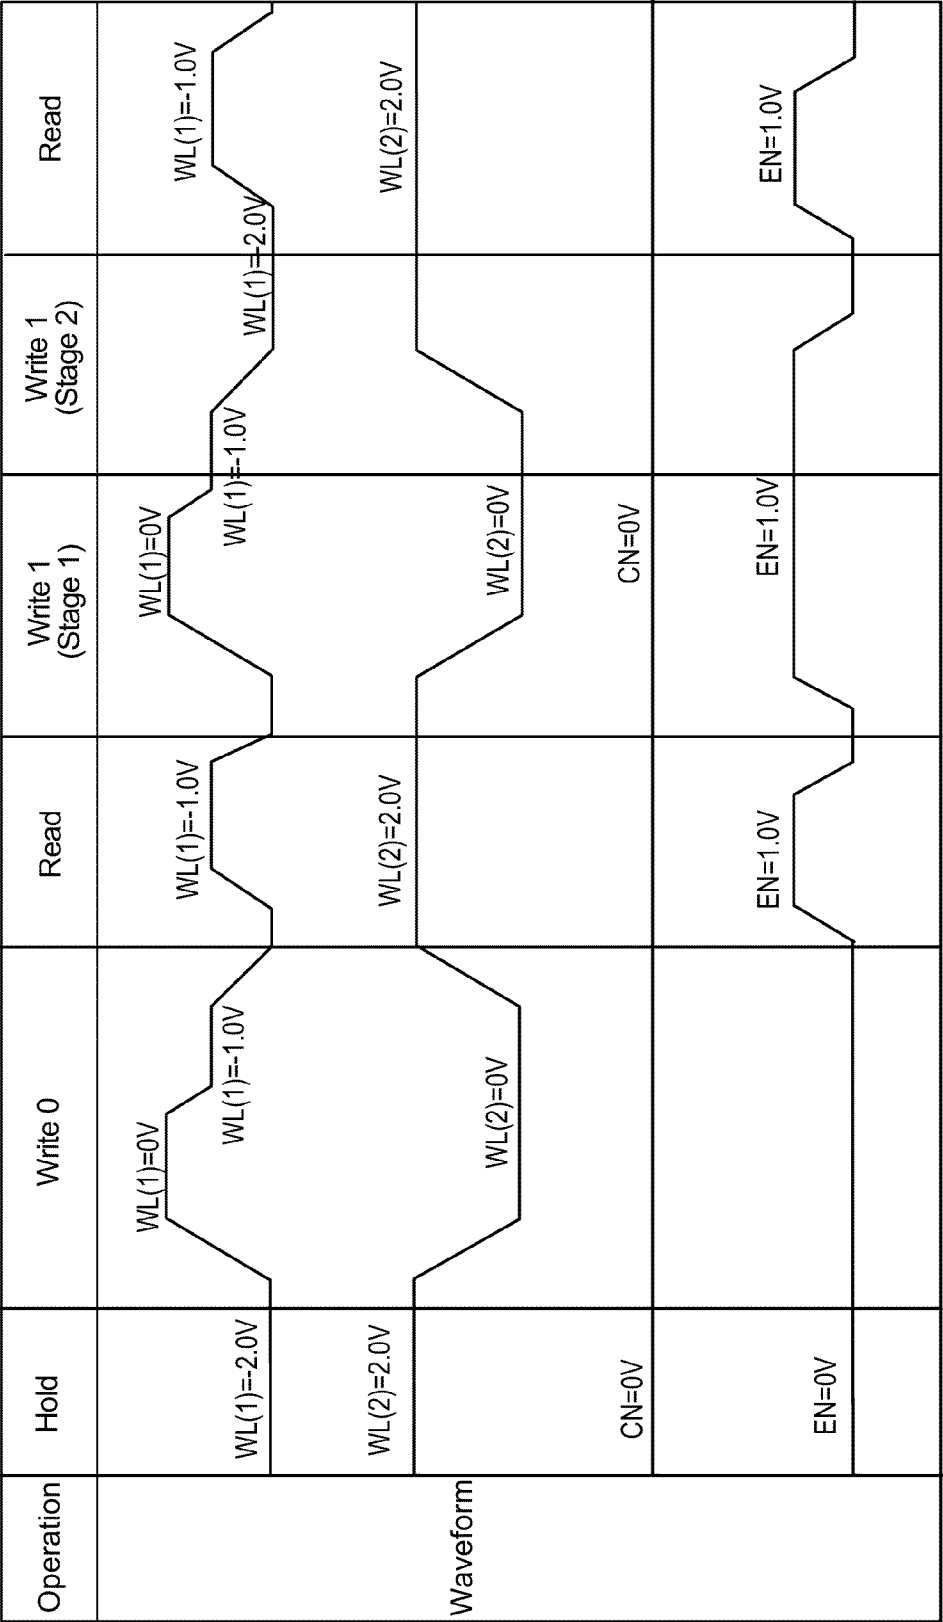 Operation
Hold
Write 0
Read
Write 1
(Stage 1)
Write 1
(Stage 2)
Read
Waveform
WL(1)=-2.0V
WL(1)=0V
WL(1)=-1.0V
WL(1)=-1.0V
WL(1)=0V
WL(1)=-1.0V
WL(1)=-2.0V
WL(1)=-1.0V
WL(2)=2.0V
WL(2)=0V
WL(2)=2.0V
WL(2)=0V
WL(2)=2.0V
CN=0V
CN=0V
EN=0V
EN=1.0V
EN=1.0V
EN=1.0V